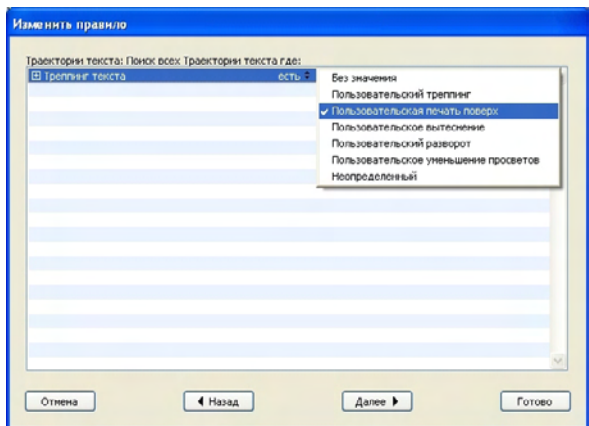 Изменить правило
Траектории текста: Поиск всех Траектории текста где:
Треппинг текста есть
Без значения
Пользовательский треппинг
Пользовательская печать поверх
Пользовательское вытеснение
Пользовательский разворот
Пользовательское уменьшение просветов
Неопределенный
Отмена Назад Далее Готово